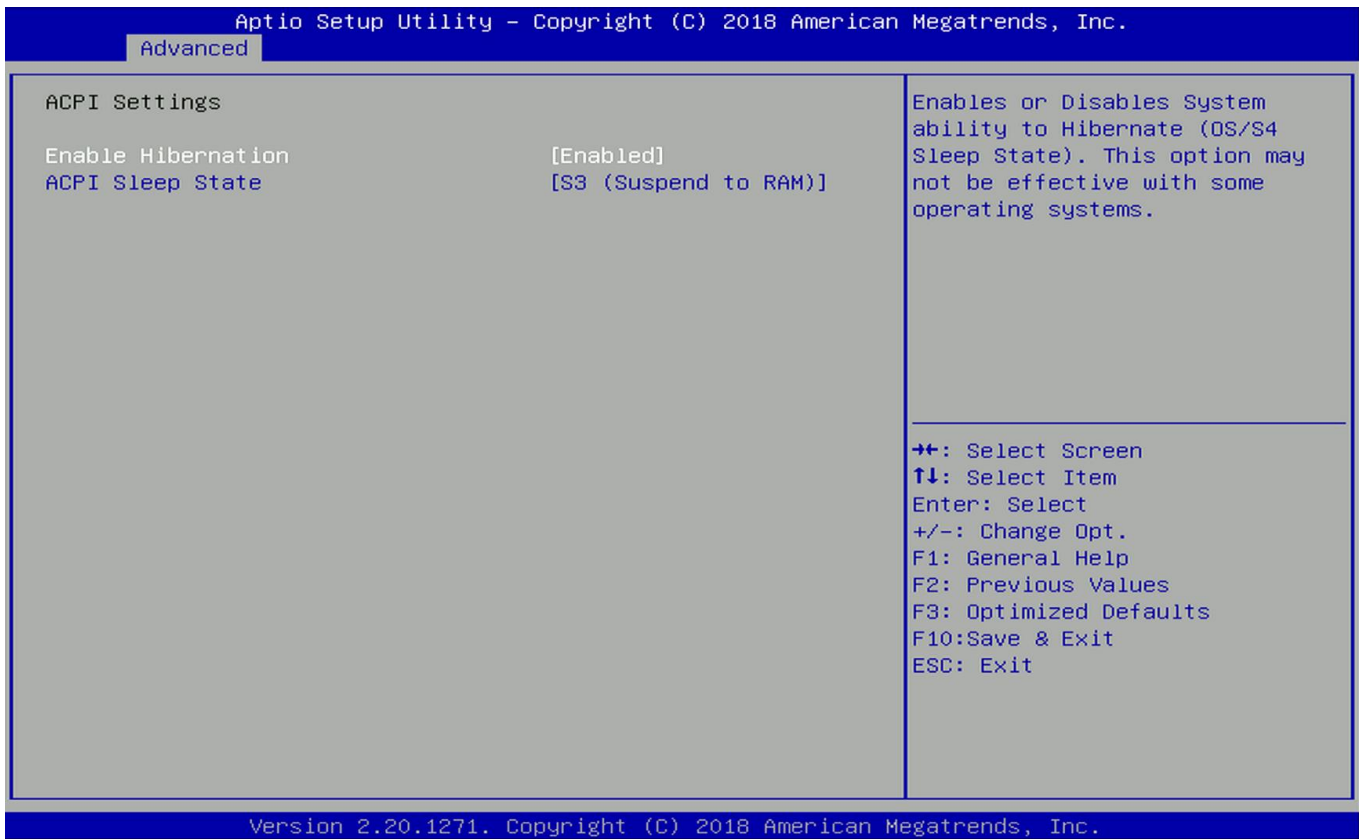 Aptio Setup Utility – Copyright (C) 2018 American Megatrends, Inc.
Advanced
ACPI Settings
Enable Hibernation [Enabled]
ACPI Sleep State [S3 (Suspend to RAM)]
Enables or Disables System
ability to Hibernate (OS/S4
Sleep State). This option may
not be effective with some
operating systems.
→←: Select Screen
↑↓: Select Item
Enter: Select
+/-: Change Opt.
F1: General Help
F2: Previous Values
F3: Optimized Defaults
F10:Save & Exit
ESC: Exit
Version 2.20.1271. Copyright (C) 2018 American Megatrends, Inc.